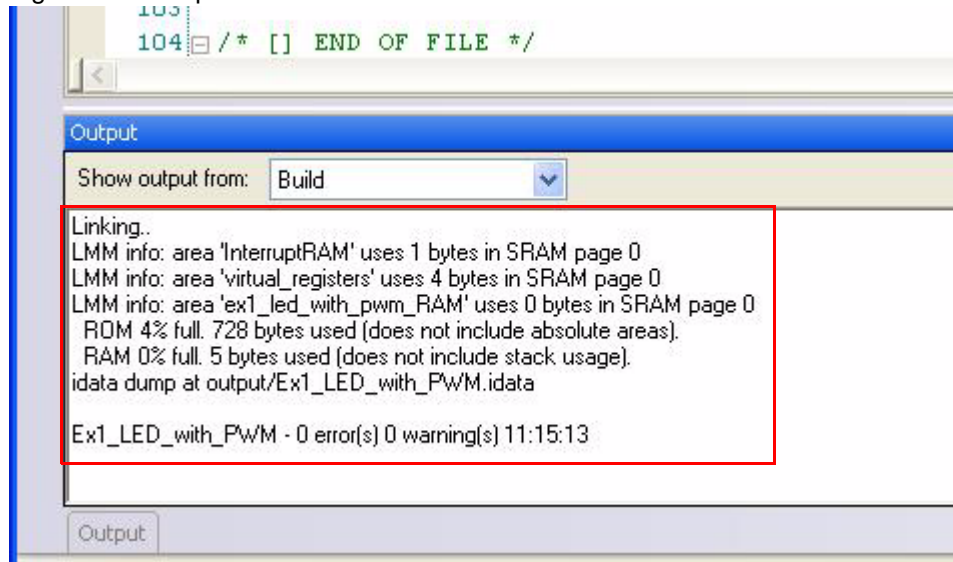 103
104 /* [] END OF FILE */
Output
Show output from: Build
Linking..
LMM info: area 'InterruptRAM' uses 1 bytes in SRAM page 0
LMM info: area 'virtual_registers' uses 4 bytes in SRAM page 0
LMM info: area 'ex1_led_with_pwm_RAM' uses 0 bytes in SRAM page 0
ROM 4% full. 728 bytes used (does not include absolute areas).
RAM 0% full. 5 bytes used (does not include stack usage).
idata dump at output/Ex1_LED_with_PWM.idata
Ex1_LED_with_PWM - 0 error(s) 0 warning(s) 11:15:13
Output